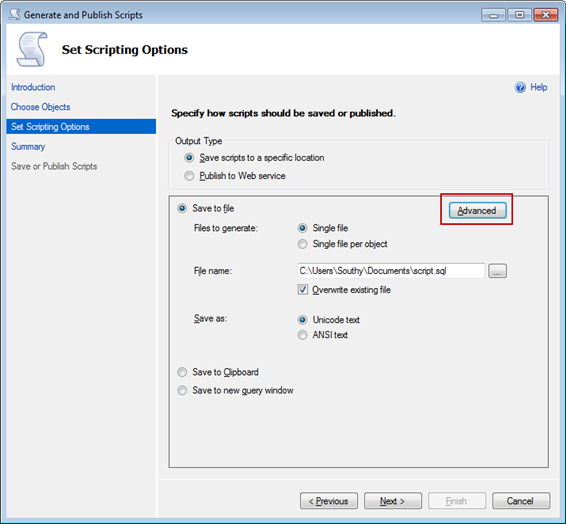 Generate and Publish Scripts
Set Scripting Options
Introduction
Choose Objects
Set Scripting Options
Summary
Save or Publish Scripts
Help
Specify how scripts should be saved or published.
Output Type
Save scripts to a specific location
Publish to Web service
Save to file
Advanced
Files to generate:
Single file
Single file per object
File name:
C:\Users\Southy\Documents\script.sql
...
Overwrite existing file
Save as:
Unicode text
ANSI text
Save to Clipboard
Save to new query window
< Previous
Next >
Finish
Cancel